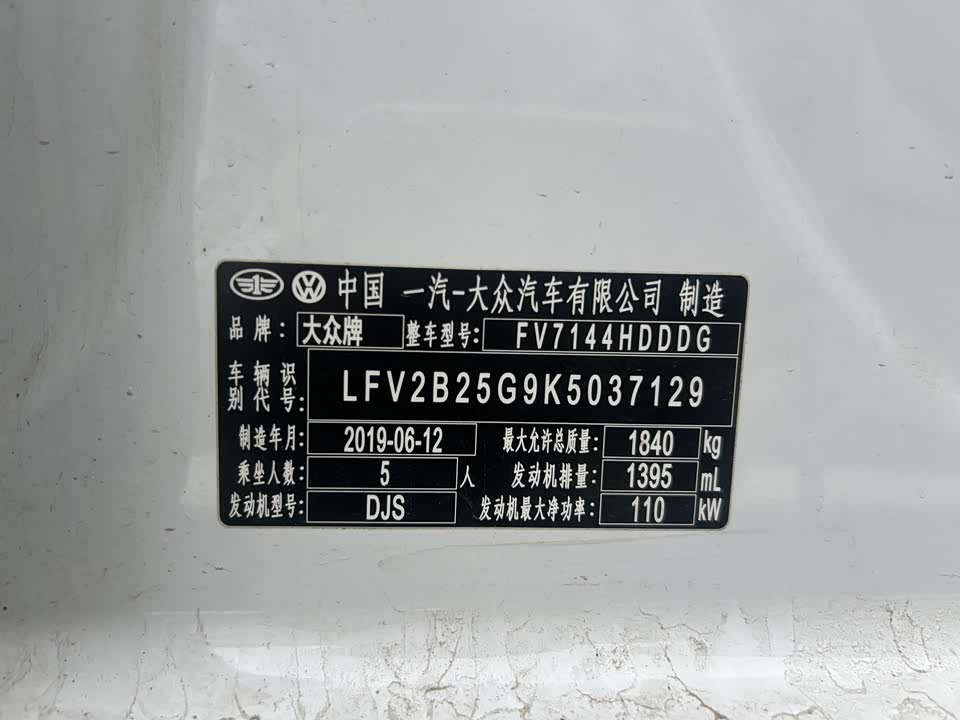 中国 一汽-大众汽车有限公司 制造
品牌: 大众牌 整车型号: FV7144HDDDG
车辆识别代号: LFV2B25G9K5037129
制造年月: 2019-06-12 最大允许总质量: 1840 kg
乘坐人数: 5 人 发动机排量: 1395 mL
发动机型号: DJS 发动机最大净功率: 110 kW